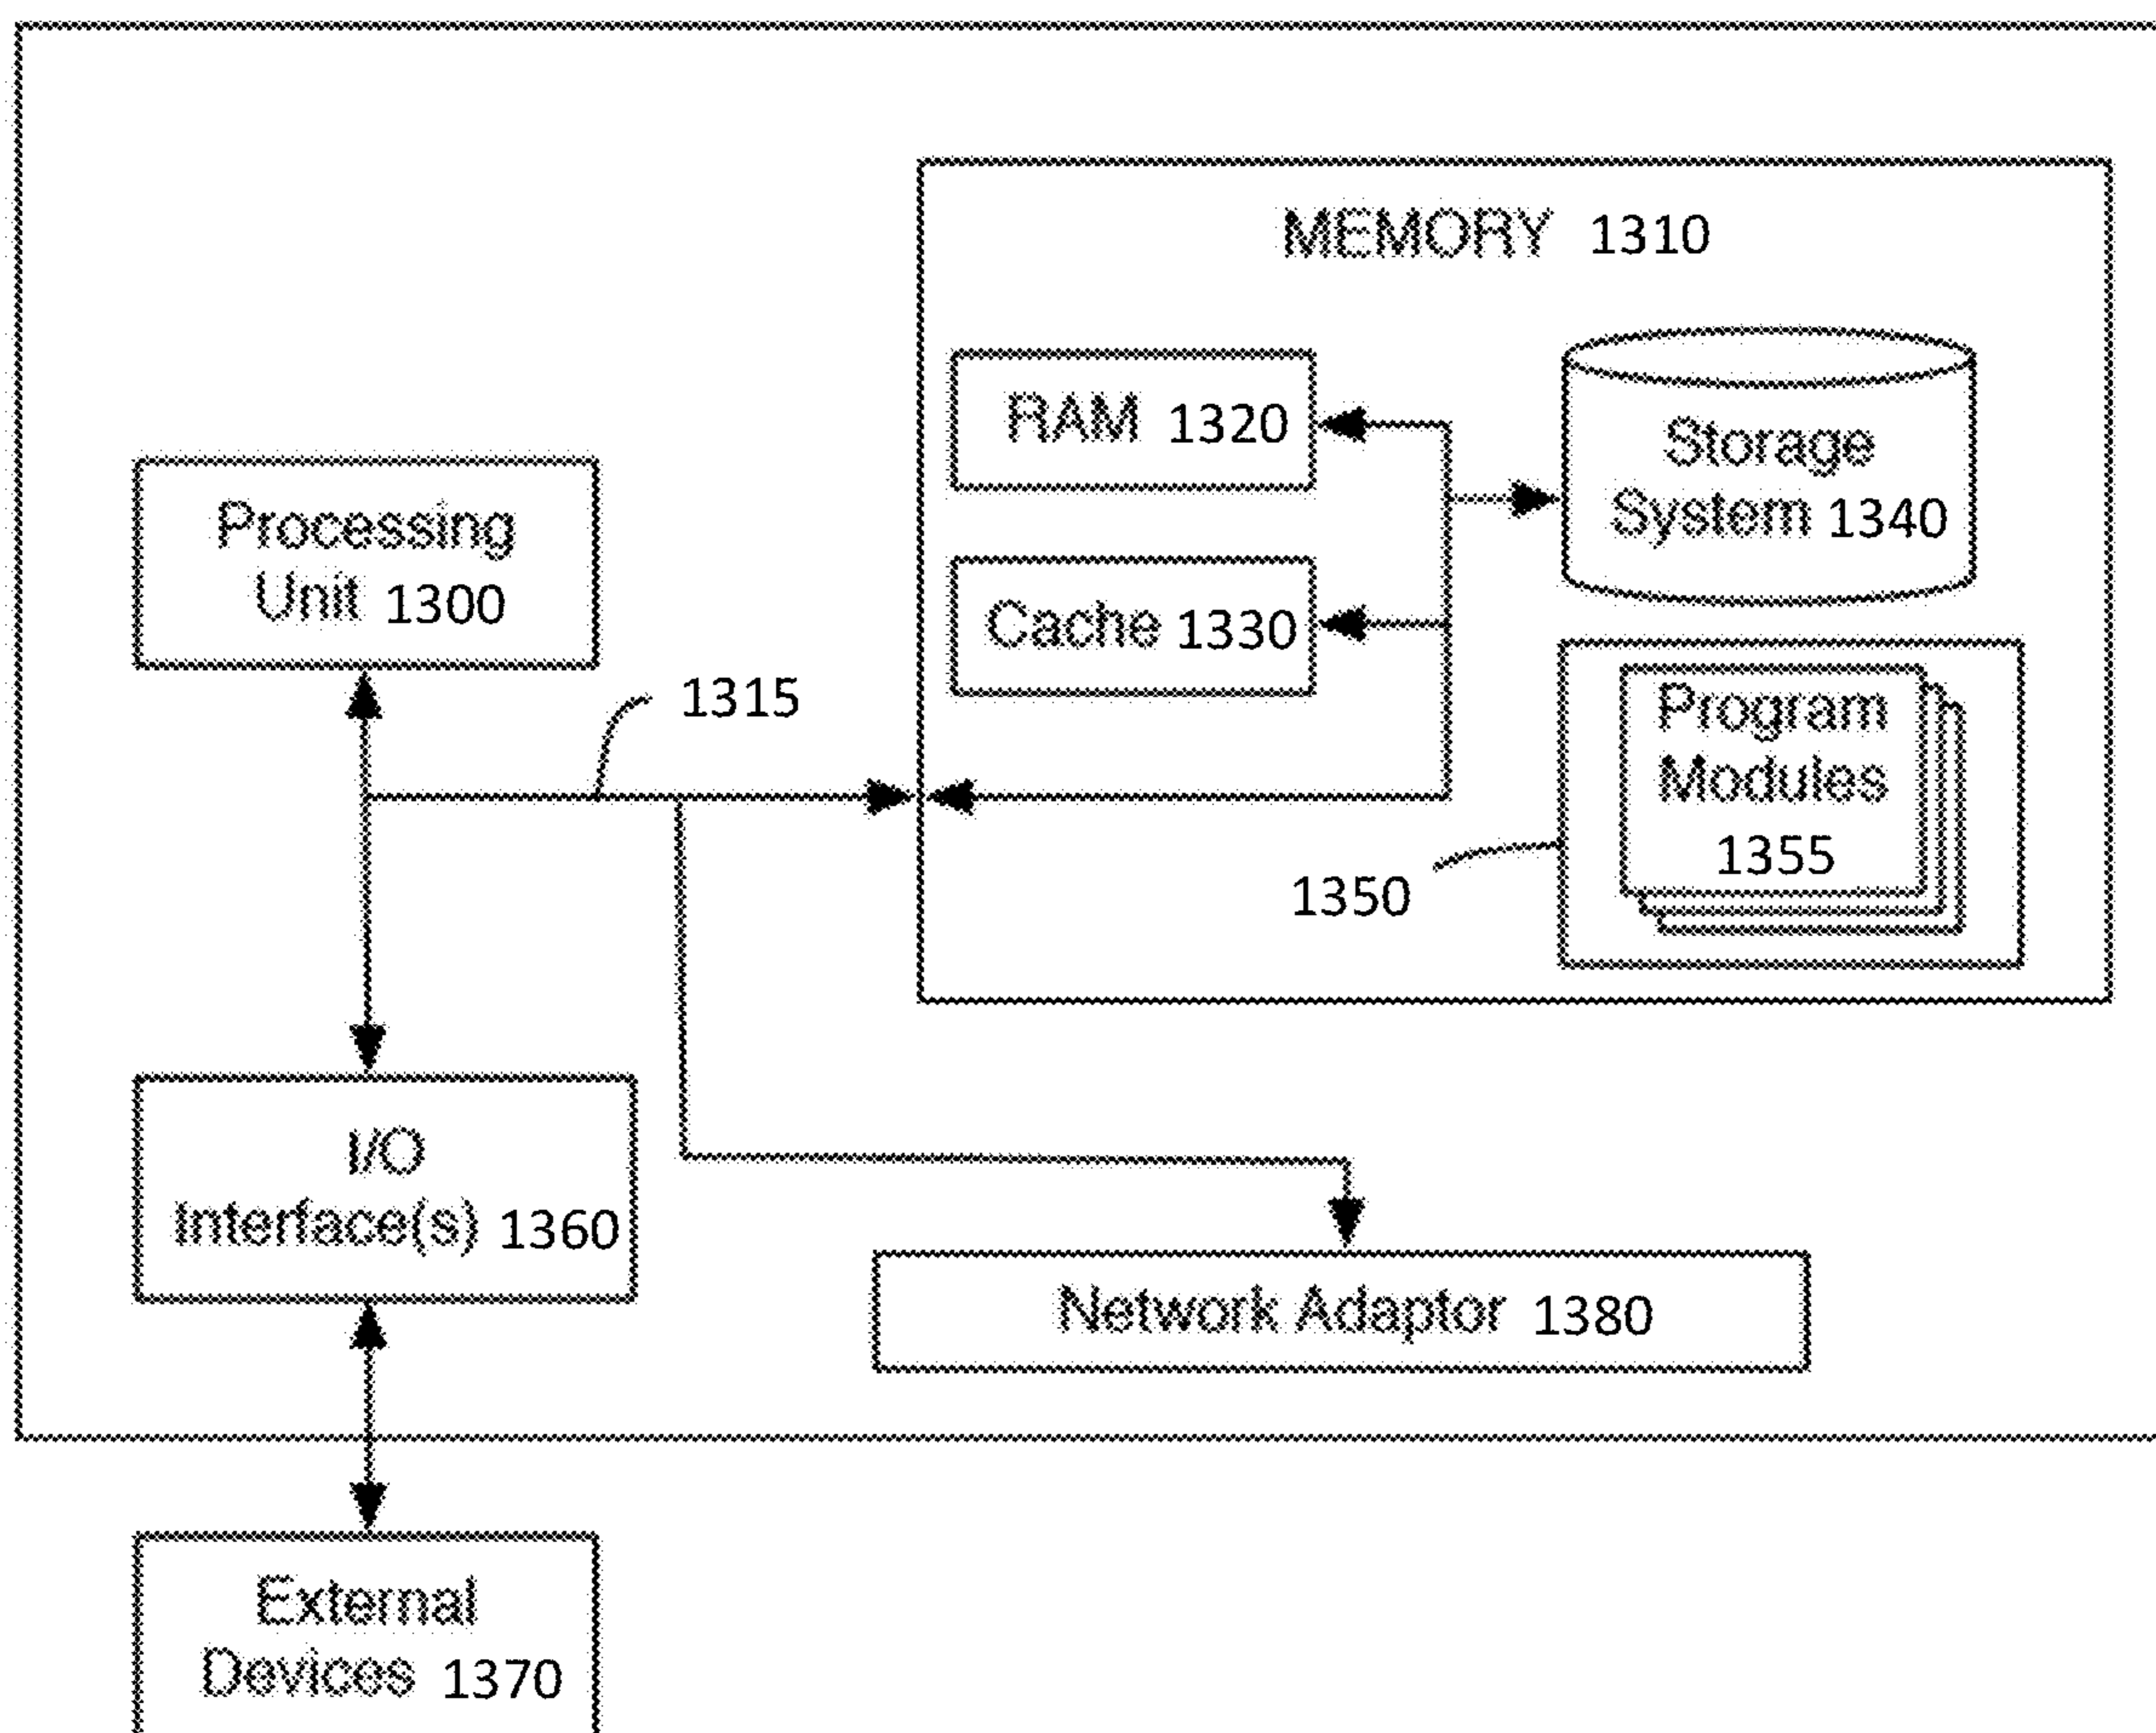 MEMORY 1310
RAM 1320
Storage
System 1340
Processing
Unit 1300
Cache 1330
1315
Program
Modules
1355
1350
I/O
Interface(s) 1360
Network Adaptor 1380
External
Devices 1370